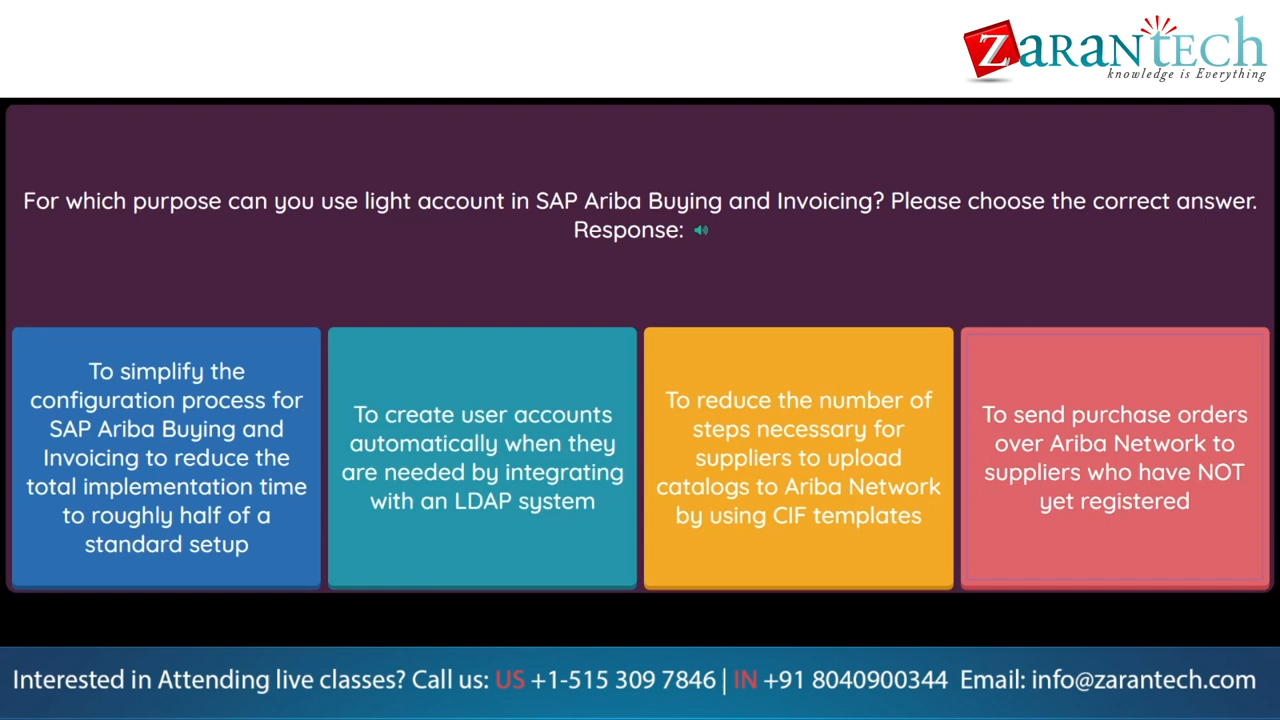 ZARANTECH
knowledge is Everything
For which purpose can you use light account in SAP Ariba Buying and Invoicing? Please choose the correct answer.
Response:
To simplify the
configuration process for
SAP Ariba Buying and
Invoicing to reduce the
total implementation time
to roughly half of a
standard setup
To create user accounts
automatically when they
are needed by integrating
with an LDAP system
To reduce the number of
steps necessary for
suppliers to upload
catalogs to Ariba Network
by using CIF templates
To send purchase orders
over Ariba Network to
suppliers who have NOT
yet registered
Interested in Attending live classes? Call us: US +1-515 309 7846 | IN +91 8040900344 Email: info@zarantech.com